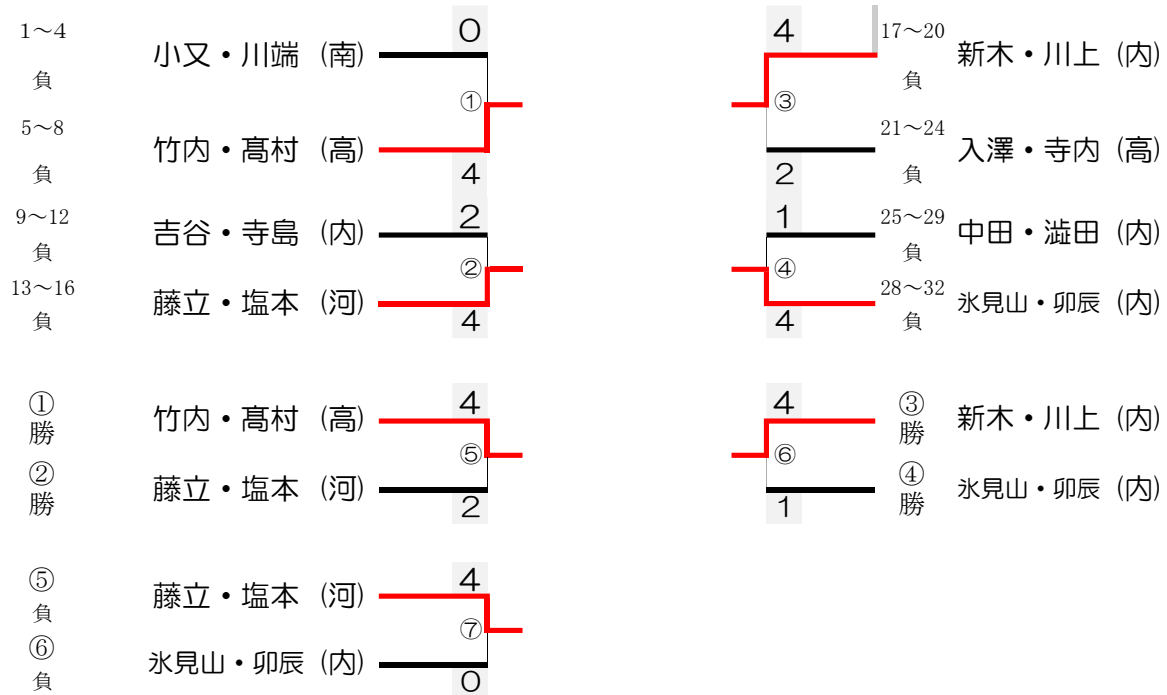 1～4
小又・川端 (南)
0
負
①
5～8
竹内・髙村 (高)
4
負
9～12
吉谷・寺島 (内)
2
負
②
13～16
藤立・塩本 (河)
4
負
4
17～20
新木・川上 (内)
負
③
21～24
入澤・寺内 (高)
2
負
1
25～29
中田・澁田 (内)
負
④
28～32
氷見山・卯辰 (内)
4
負
①
勝
竹内・髙村 (高)
4
⑤
②
勝
藤立・塩本 (河)
2
4
③
勝
新木・川上 (内)
⑥
④
勝
氷見山・卯辰 (内)
1
⑤
負
藤立・塩本 (河)
4
⑦
⑥
負
氷見山・卯辰 (内)
0